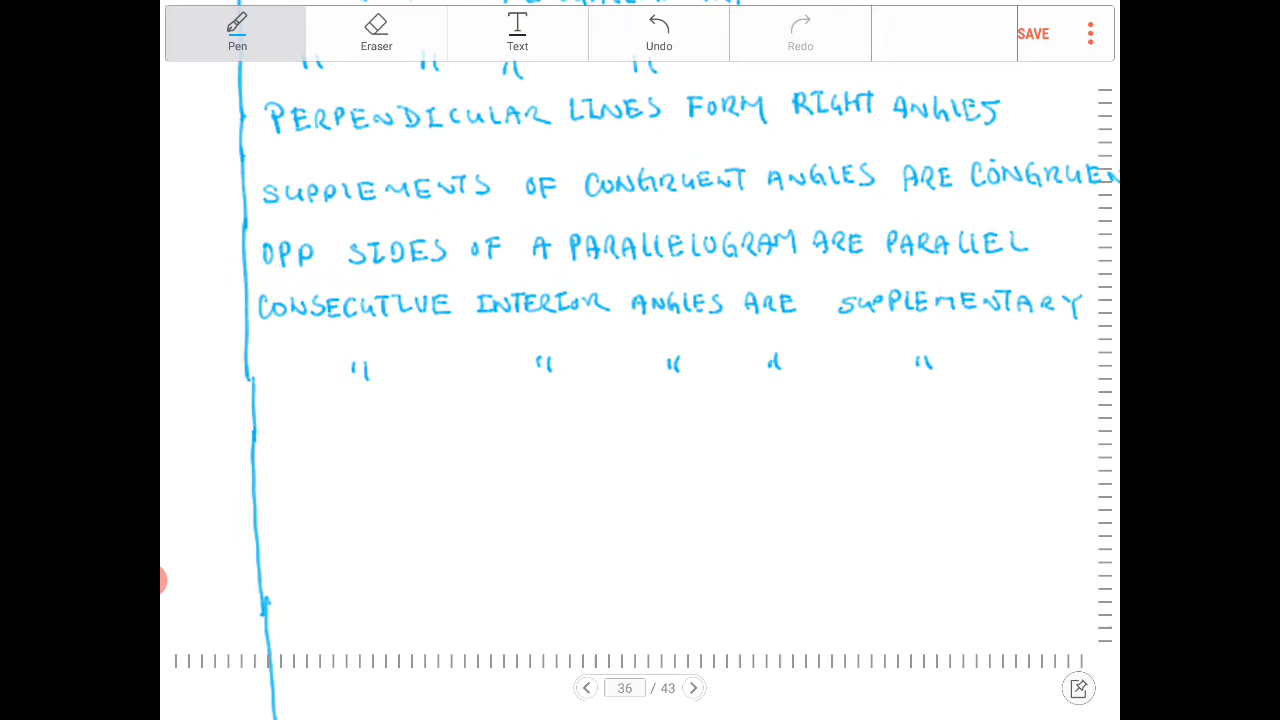 Pen
Eraser
Text
Undo
Redo
SAVE
" " " "
PERPENDICULAR LINES FORM RIGHT ANGLES
SUPPLEMENTS OF CONGRUENT ANGLES ARE CONGRUEN
OPP SIDES OF A PARALLELOGRAM ARE PARALLEL
CONSECUTIVE INTERIOR ANGLES ARE SUPPLEMENTARY
" " " " "
36 / 43